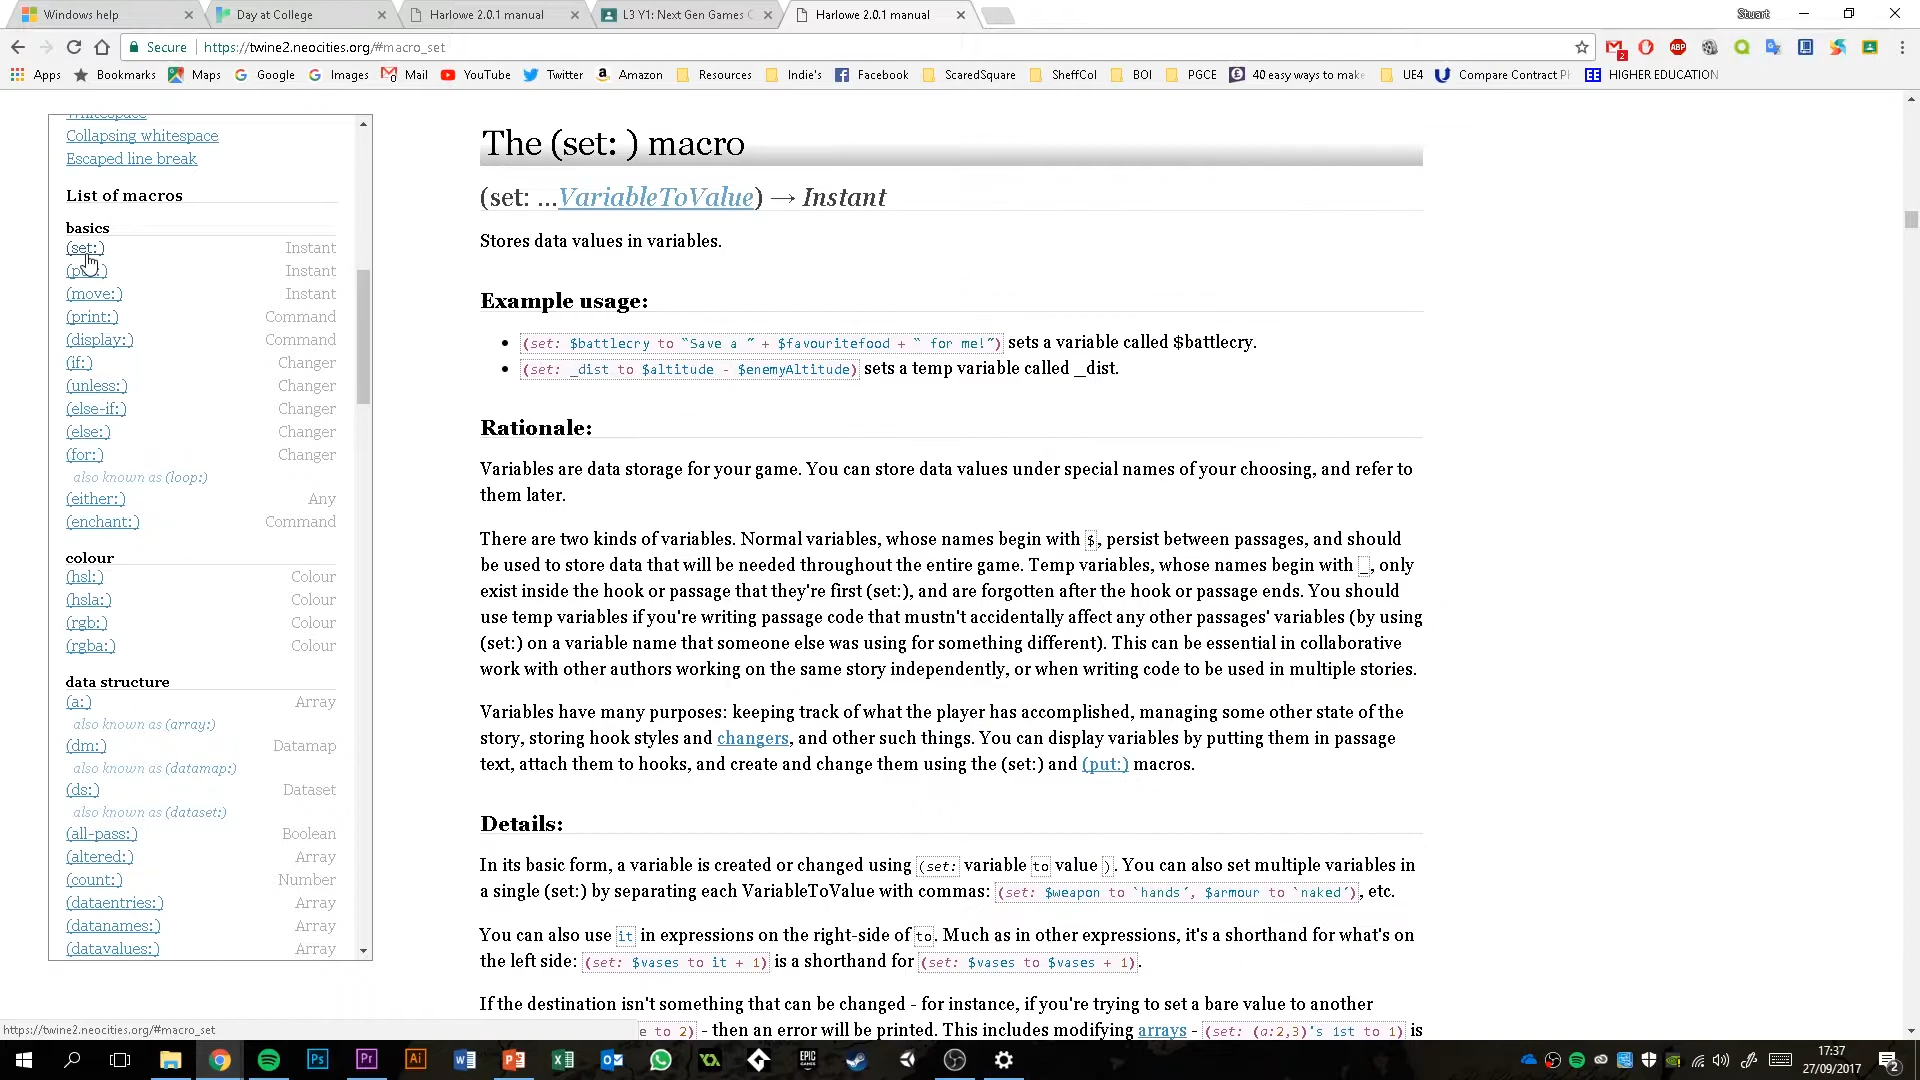 Windows help
Day at College
Harlowe 2.0.1 manual
L3 Y1: Next Gen Games C
Harlowe 2.0.1 manual
Stuart
Secure
https://twine2.neocities.org/#macro_set
2
ABP
Apps
Bookmarks
Maps
Google
Images
Mail
YouTube
Twitter
Amazon
Resources
Indie's
Facebook
ScaredSquare
SheffCol
BOI
PGCE
40 easy ways to make
UE4
Compare Contract Ph
HIGHER EDUCATION
Whitespace
Collapsing whitespace
Escaped line break
List of macros
basics
(set:) Instant
Instant
(move:) Instant
(print:) Command
(display:) Command
(if:) Changer
(unless:) Changer
(else-if:) Changer
(else:) Changer
(for:) Changer
also known as (loop:)
(either:) Any
(enchant:) Command
colour
(hsl:) Colour
(hsla:) Colour
(rgb:) Colour
(rgba:) Colour
data structure
(a:) Array
also known as (array:)
(dm:) Datamap
also known as (datamap:)
(ds:) Dataset
also known as (dataset:)
(all-pass:) Boolean
(altered:) Array
(count:) Number
(dataentries:) Array
(datanames:) Array
(datavalues:) Array
The (set: ) macro
(set: ...VariableToValue) → Instant
Stores data values in variables.
Example usage:
• (set: $battlecry to “Save a ” + $favouritefood + “ for me!”) sets a variable called $battlecry.
• (set: _dist to $altitude - $enemyAltitude) sets a temp variable called _dist.
Rationale:
Variables are data storage for your game. You can store data values under special names of your choosing, and refer to
them later.
There are two kinds of variables. Normal variables, whose names begin with $, persist between passages, and should
be used to store data that will be needed throughout the entire game. Temp variables, whose names begin with _, only
exist inside the hook or passage that they're first (set:), and are forgotten after the hook or passage ends. You should
use temp variables if you're writing passage code that mustn't accidentally affect any other passages' variables (by using
(set:) on a variable name that someone else was using for something different). This can be essential in collaborative
work with other authors working on the same story independently, or when writing code to be used in multiple stories.
Variables have many purposes: keeping track of what the player has accomplished, managing some other state of the
story, storing hook styles and changers, and other such things. You can display variables by putting them in passage
text, attach them to hooks, and create and change them using the (set:) and (put:) macros.
Details:
In its basic form, a variable is created or changed using (set: variable to value ). You can also set multiple variables in
a single (set:) by separating each VariableToValue with commas: (set: $weapon to `hands´, $armour to `naked´), etc.
You can also use it in expressions on the right-side of to. Much as in other expressions, it's a shorthand for what's on
the left side: (set: $vases to it + 1) is a shorthand for (set: $vases to $vases + 1).
If the destination isn't something that can be changed - for instance, if you're trying to set a bare value to another
e to 2) - then an error will be printed. This includes modifying arrays - (set: (a:2,3)'s 1st to 1) is
https://twine2.neocities.org/#macro_set
Ps
Pr
Ai
EPIC
GAMES
17:37
27/09/2017
2